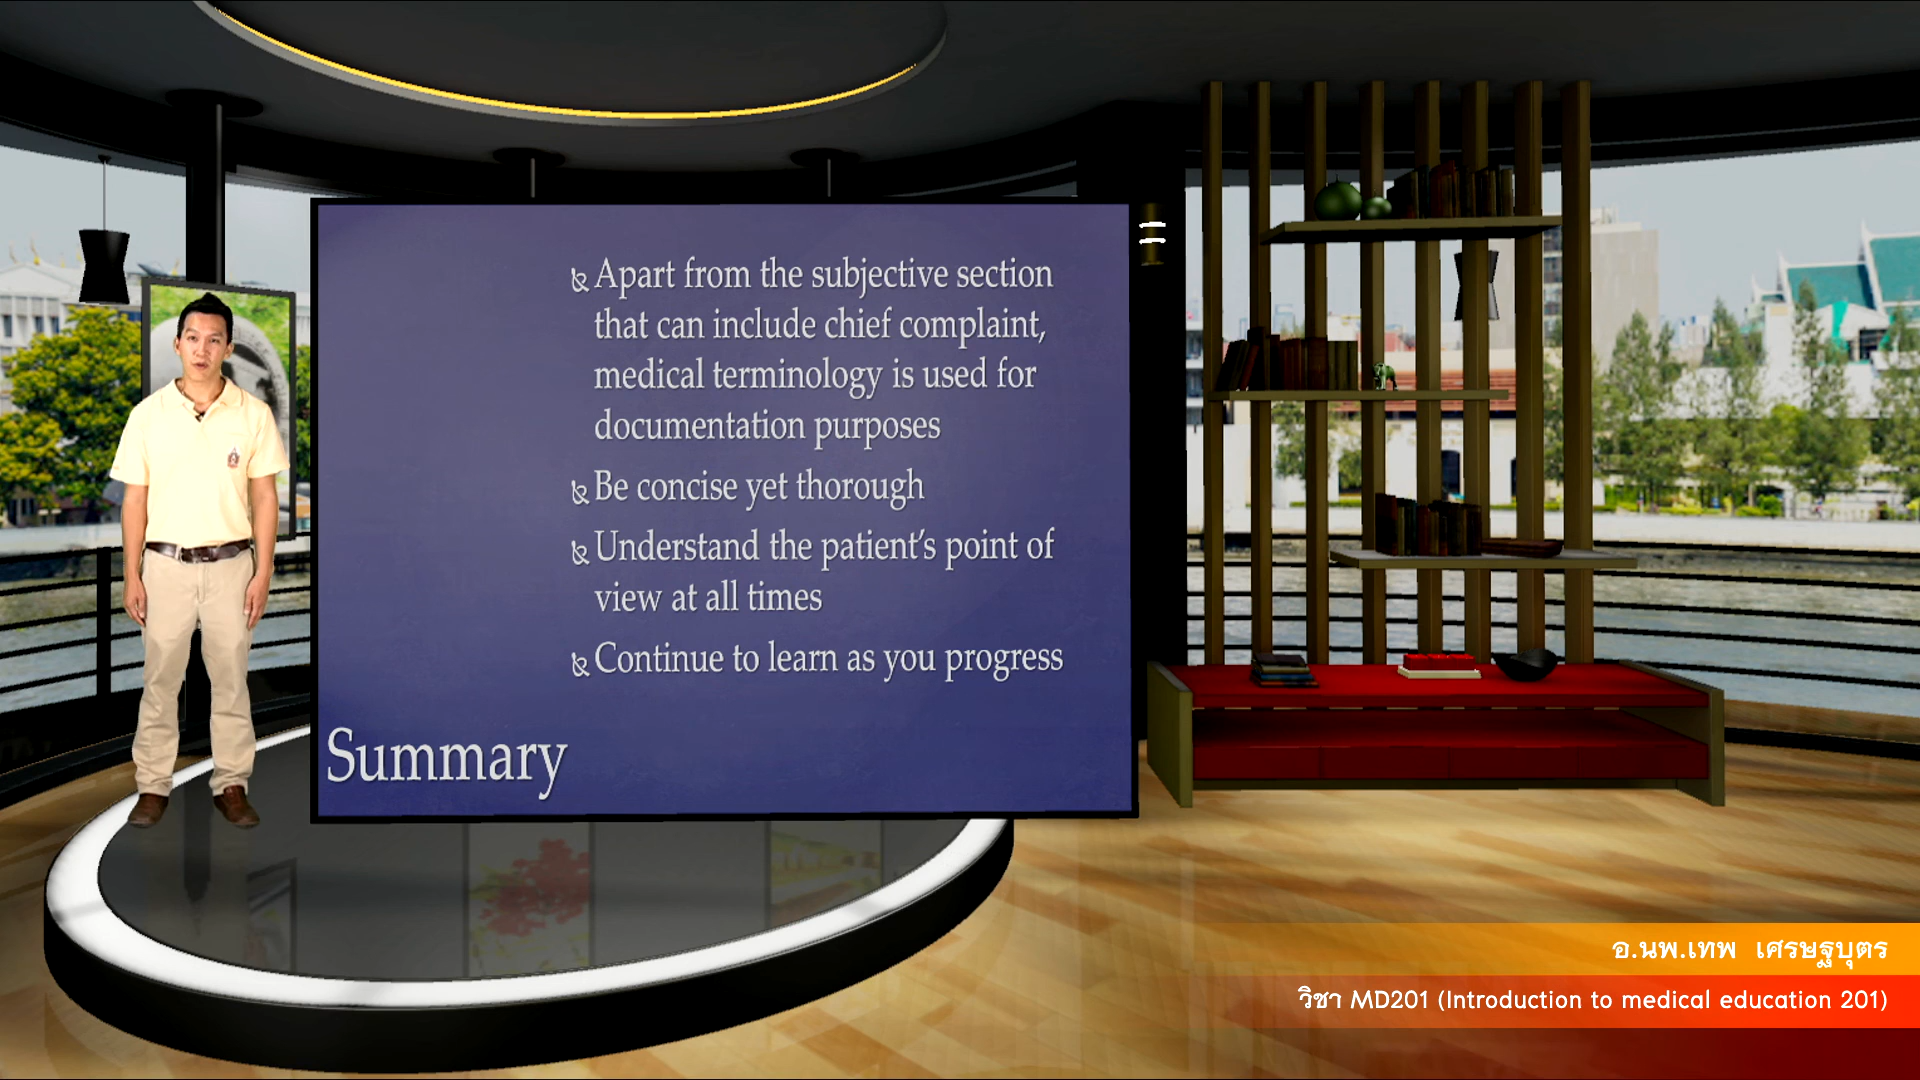 Apart from the subjective section
that can include chief complaint,
medical terminology is used for
documentation purposes
Be concise yet thorough
Understand the patient's point of
view at all times
Continue to learn as you progress
Summary
อ.นพ.เทพ เศรษฐบุตร
วิชา MD201 (Introduction to medical education 201)